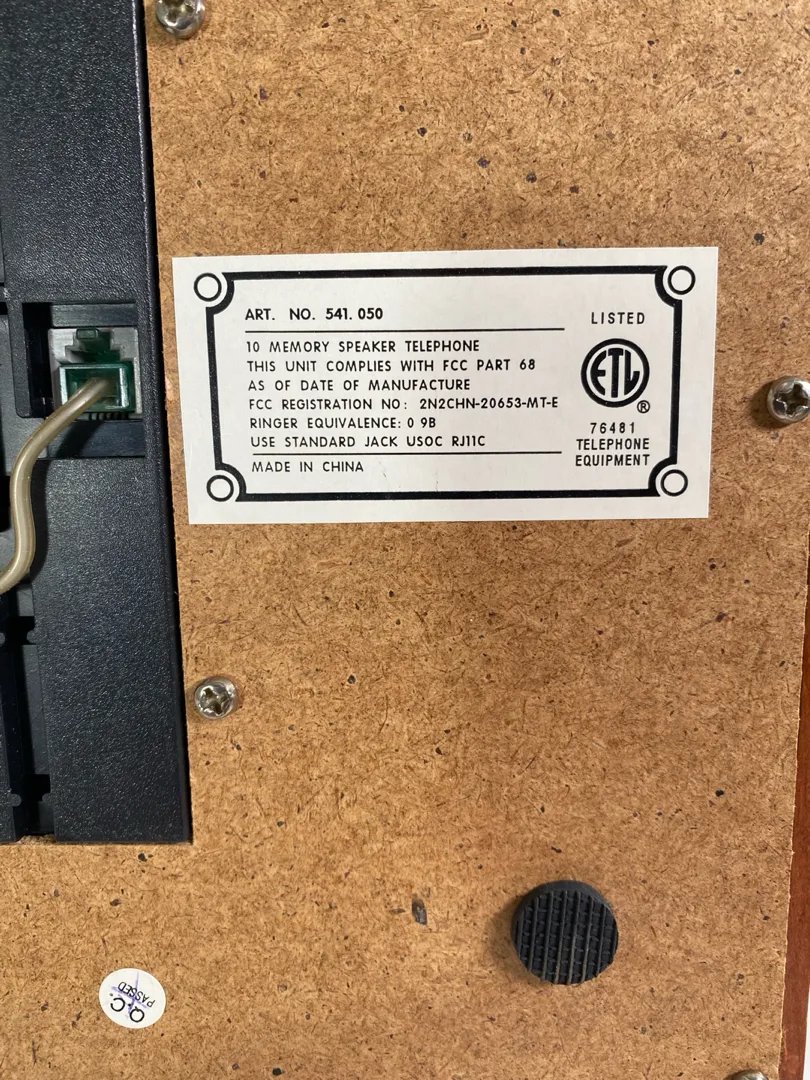 ART. NO. 541.050
10 MEMORY SPEAKER TELEPHONE
THIS UNIT COMPLIES WITH FCC PART 68
AS OF DATE OF MANUFACTURE
FCC REGISTRATION NO: 2N2CHN-20653-MT-E
RINGER EQUIVALENCE: 0 9B
USE STANDARD JACK USOC RJ11C
MADE IN CHINA
LISTED
ETL
®
76481
TELEPHONE
EQUIPMENT
Q.C.
PASSED